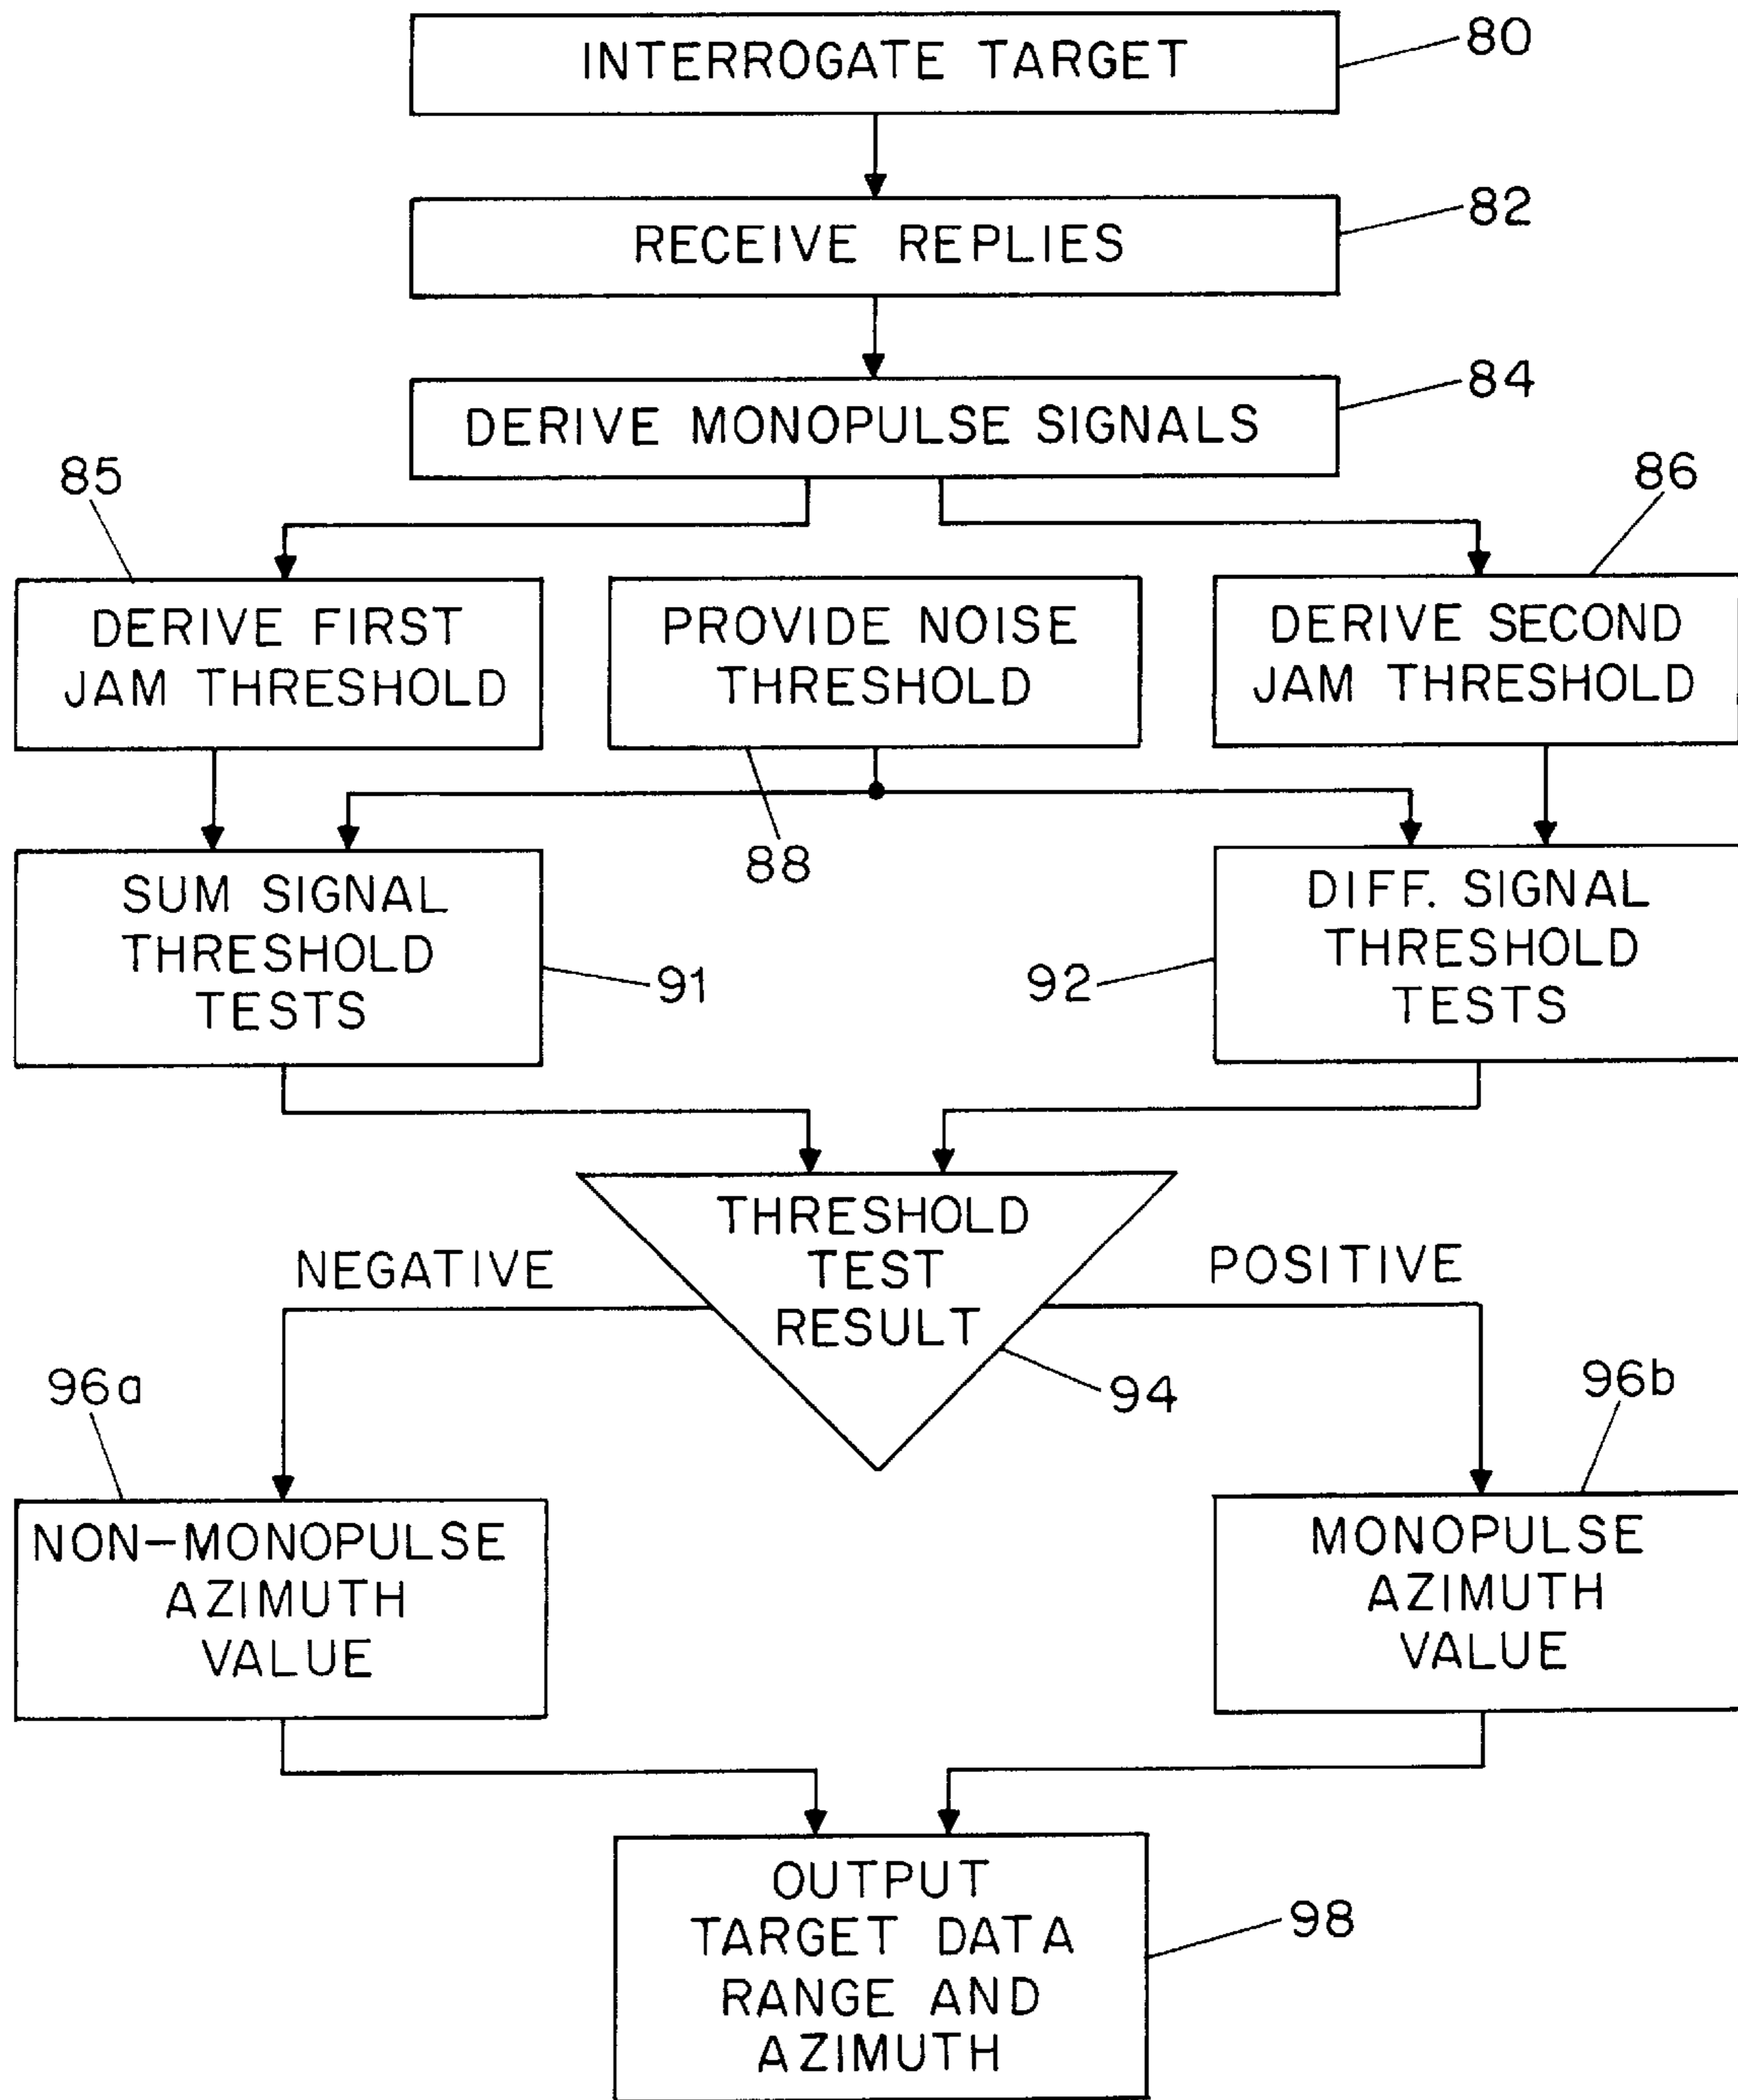 INTERROGATE TARGET
80
RECEIVE REPLIES
82
DERIVE MONOPULSE SIGNALS
84
85
86
DERIVE FIRST
JAM THRESHOLD
PROVIDE NOISE
THRESHOLD
DERIVE SECOND
JAM THRESHOLD
88
SUM SIGNAL
THRESHOLD
TESTS
91
92
DIFF. SIGNAL
THRESHOLD
TESTS
THRESHOLD
TEST
RESULT
NEGATIVE
POSITIVE
94
96a
96b
NON-MONOPULSE
AZIMUTH
VALUE
MONOPULSE
AZIMUTH
VALUE
OUTPUT
TARGET DATA
RANGE AND
AZIMUTH
98